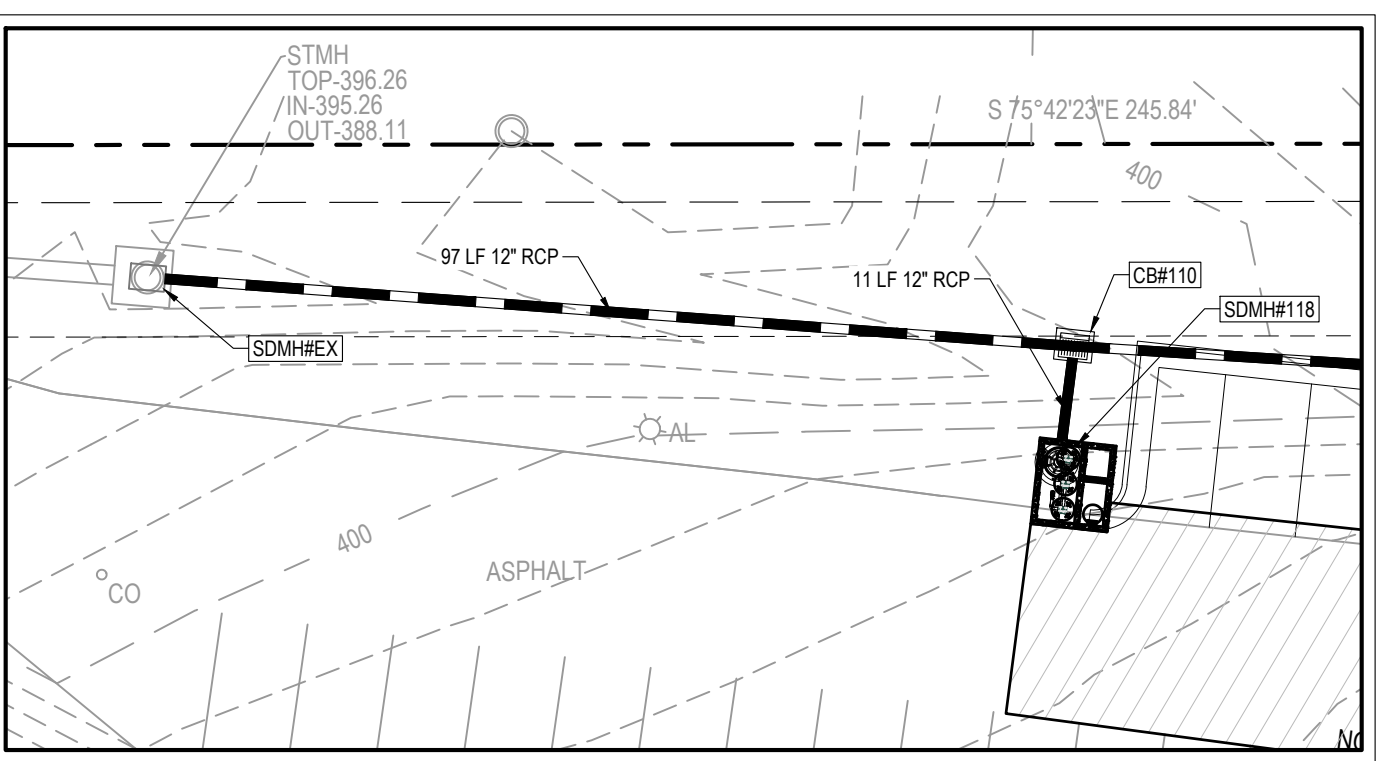 STMH
TOP-396.26
IN-395.26
OUT-388.11
S 75°42'23"E 245.84'
400
97 LF 12" RCP
11 LF 12" RCP
CB#110
SDMH#118
SDMH#EX
AL
400
ASPHALT
CO